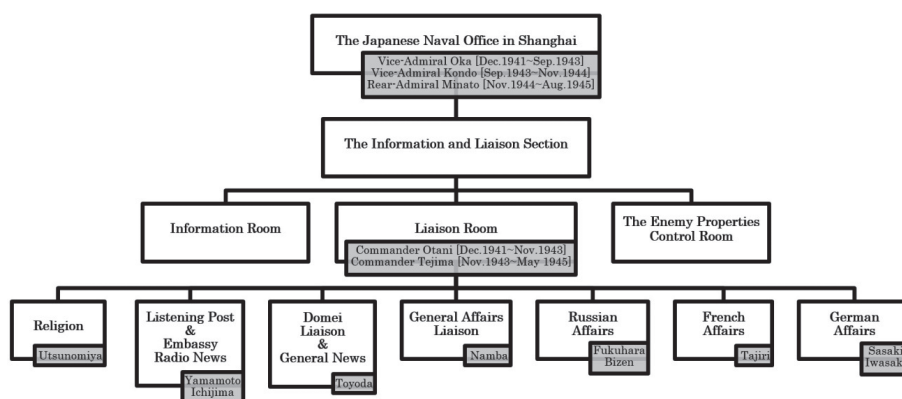 The Japanese Naval Office in Shanghai
Vice-Admiral Oka [Dec.1941~Sep.1943]
Vice-Admiral Kondo [Sep.1943~Nov.1944]
Rear-Admiral Minato [Nov.1944~Aug.1945]
The Information and Liaison Section
Information Room
Liaison Room
Commander Otani [Dec.1941~Nov.1943]
Commander Tejima [Nov.1943~May 1945]
The Enemy Properties
Control Room
Religion
Utsunomiya
Listening Post
&
Embassy
Radio News
Yamamoto
Ichijima
Domei
Liaison
&
General News
Toyoda
General Affairs
Liaison
Namba
Russian
Affairs
Fukuhara
Bizen
French
Affairs
Tajiri
German
Affairs
Sasaki
Iwasaki